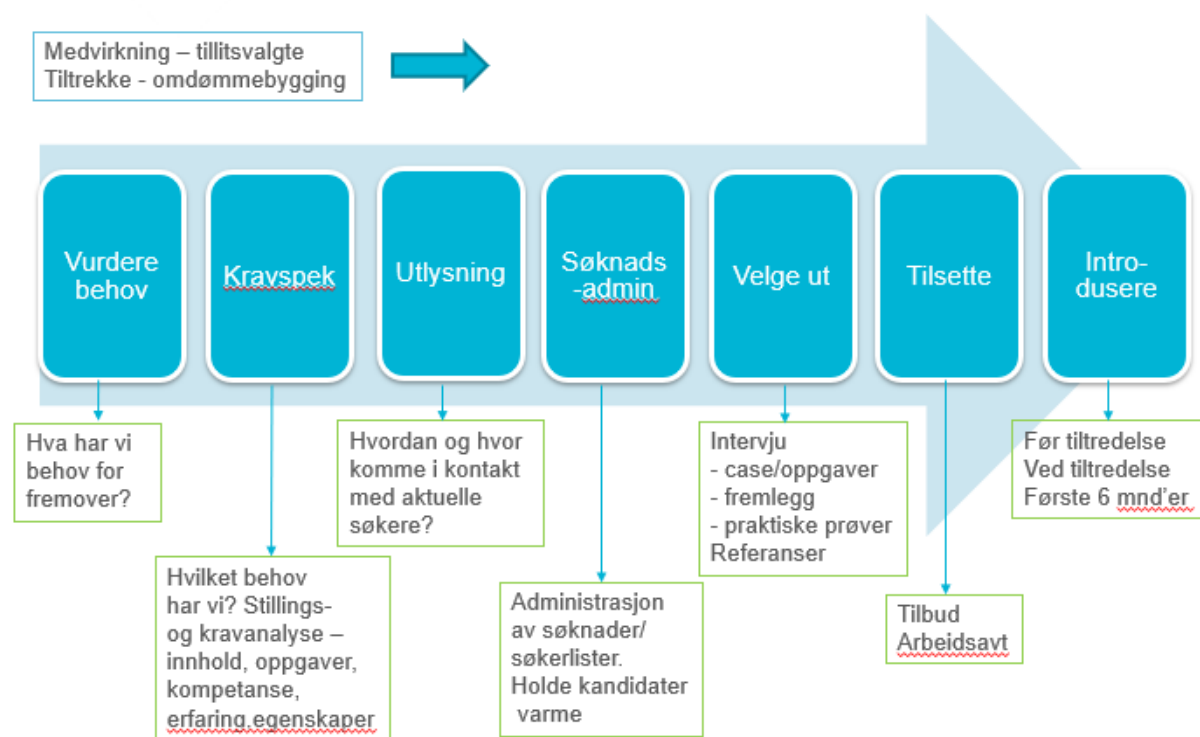 Medvirkning – tillitsvalgte
Tiltrekke - omdømmebygging
Vurdere
behov
Kravspek
Utlysning
Søknads
-admin
Velge ut
Tilsette
Intro-
dusere
Hva har vi
behov for
fremover?
Hvilket behov
har vi? Stillings-
og kravanalyse –
innhold, oppgaver,
kompetanse,
erfaring.egenskaper
Hvordan og hvor
komme i kontakt
med aktuelle
søkere?
Administrasjon
av søknader/
søkerlister.
Holde kandidater
varme
Intervju
- case/oppgaver
- fremlegg
- praktiske prøver
Referanser
Tilbud
Arbeidsavt
Før tiltredelse
Ved tiltredelse
Første 6 mnd’er